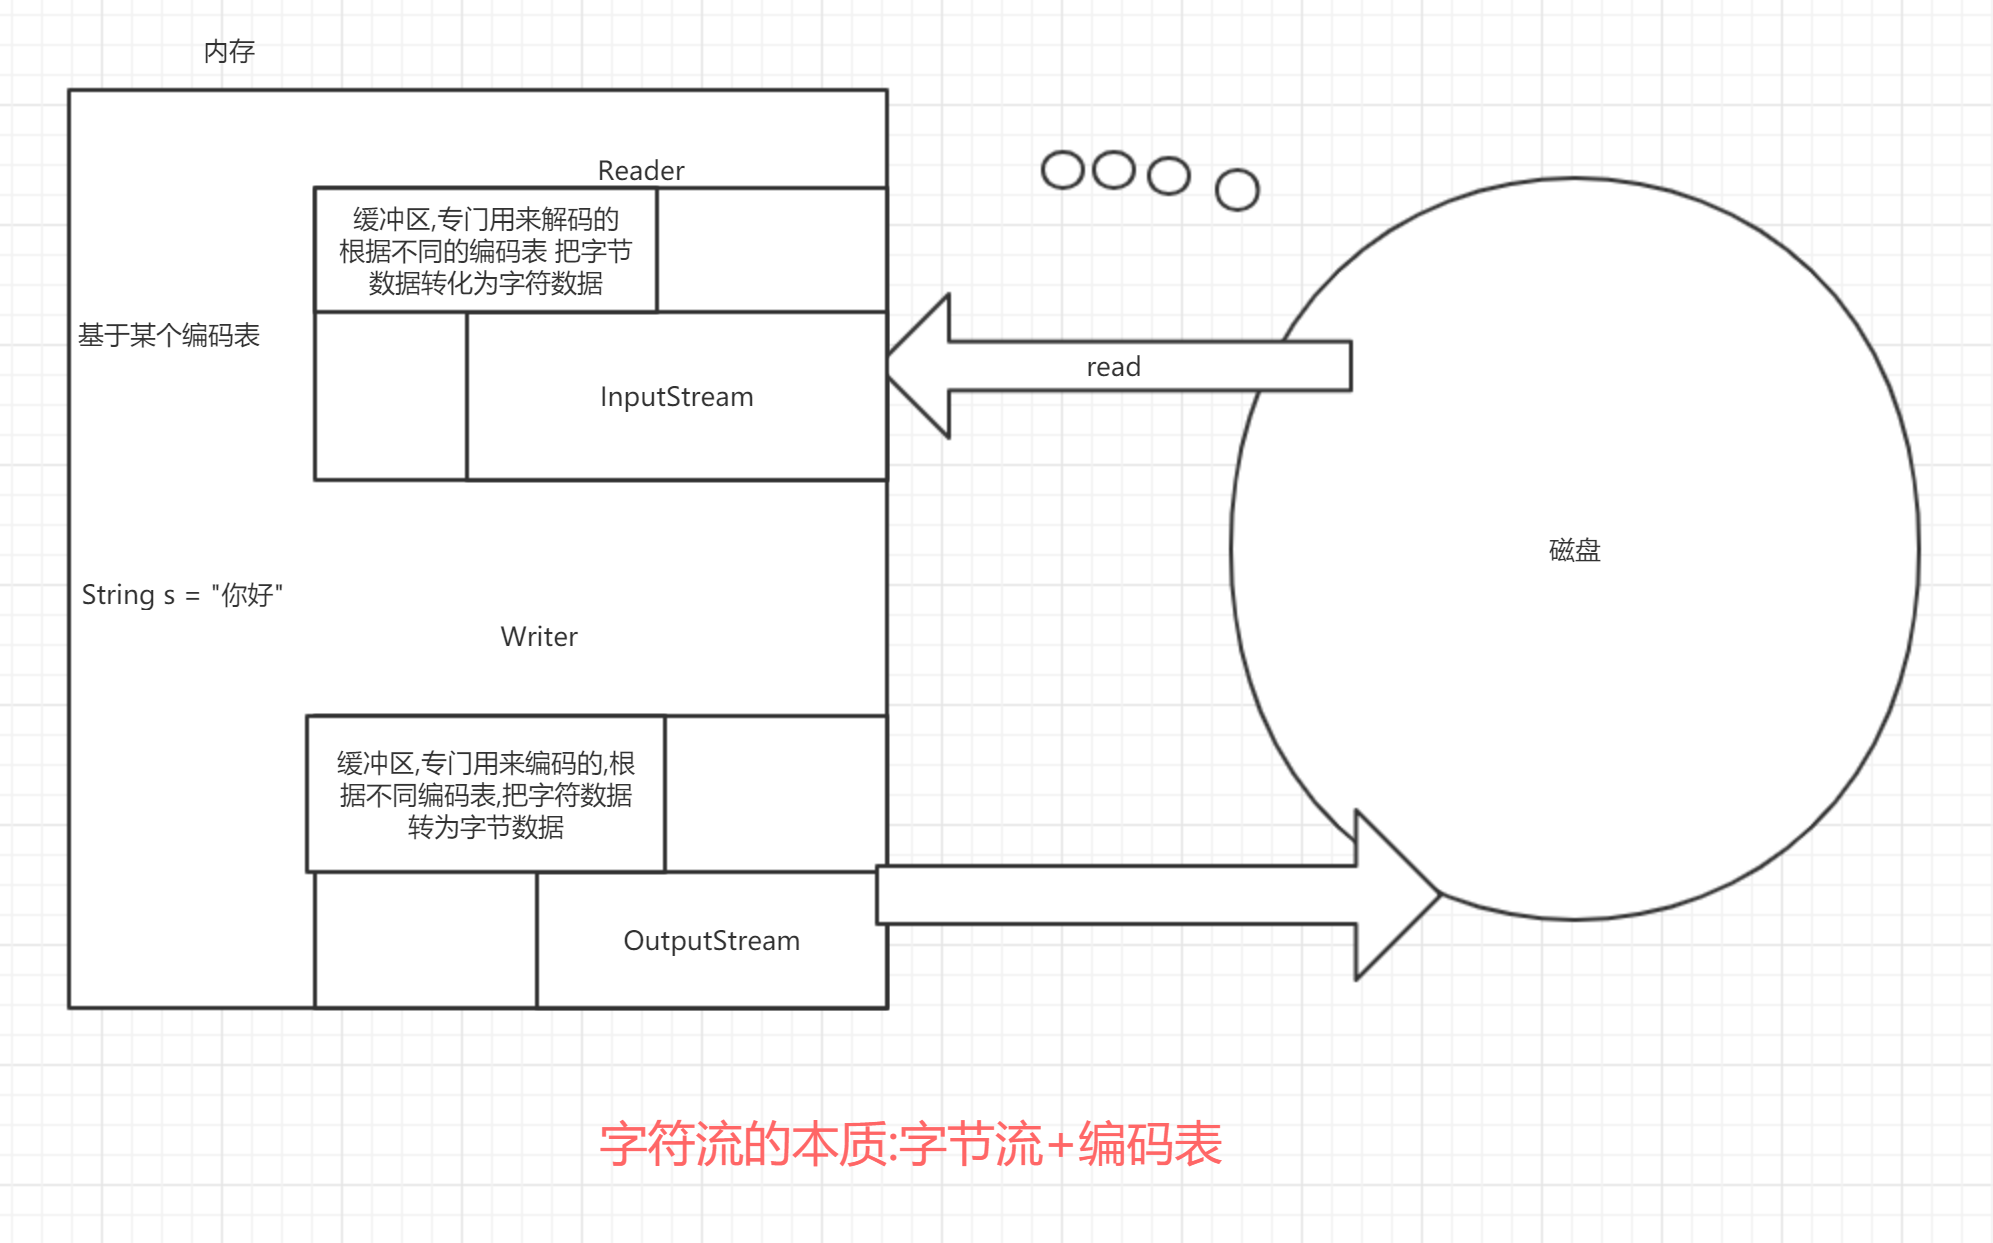 内存
Reader
缓冲区,专门用来解码的
根据不同的编码表 把字节
数据转化为字符数据
基于某个编码表
read
InputStream
磁盘
String s = "你好"
Writer
缓冲区,专门用来编码的,根
据不同编码表,把字符数据
转为字节数据
OutputStream
字符流的本质:字节流+编码表